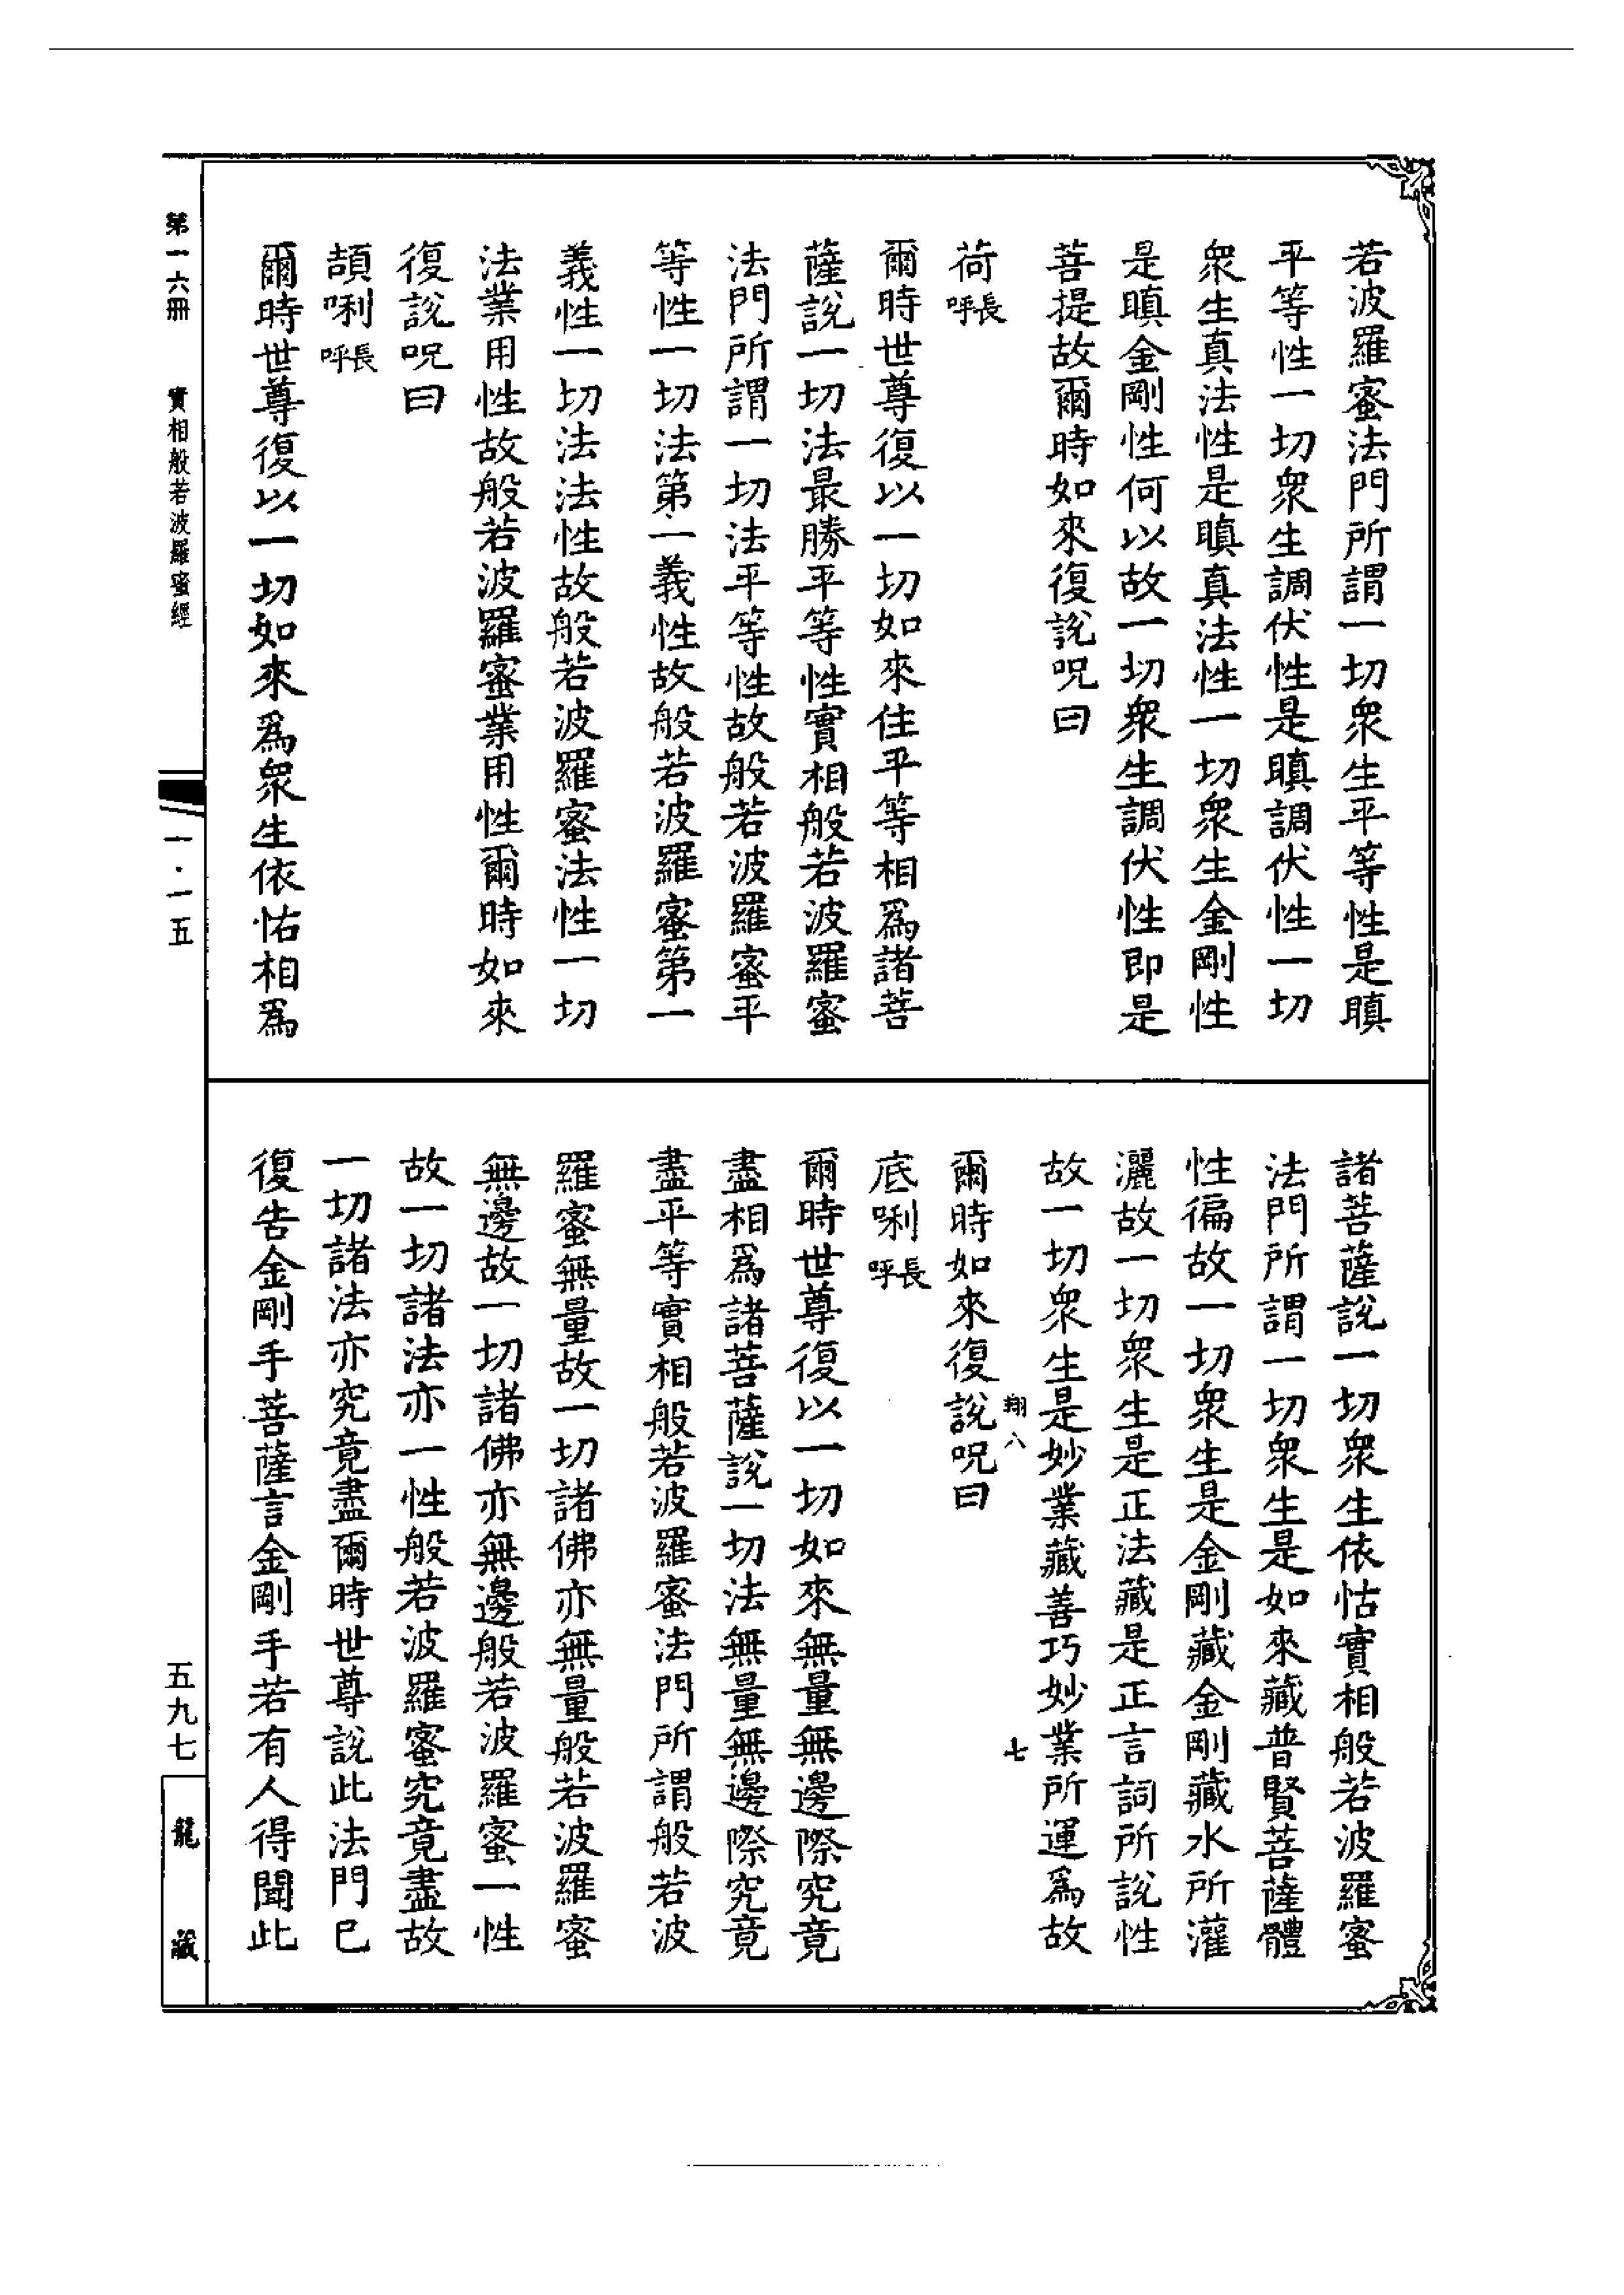 若波羅蜜法門所謂一切衆生平等性是瞋
平等性一切衆生調伏性是瞋調伏性一切
衆生真法性是瞋真法性一切衆生金剛性
是瞋金剛性何以故一切衆生調伏性即是
菩提故爾時如來復說呪曰
荷長呼
爾時世尊復以一切如來住平等相爲諸菩
薩說一切法最勝平等性實相般若波羅蜜
法門所謂一切法平等性故般若波羅蜜平
等性一切法第一義性故般若波羅蜜第一
義性一切法法性故般若波羅蜜法性一切
法業用性故般若波羅蜜業用性爾時如來
復說呪曰
頡唎長呼
爾時世尊復以一切如來爲衆生依怙相爲
諸菩薩說一切衆生依怙實相般若波羅蜜
法門所謂一切衆生是如來藏普賢菩薩體
性徧故一切衆生是金剛藏金剛藏水所灌
灑故一切衆生是正法藏是正言詞所說性
故一切衆生是妙業藏善巧妙業所運爲故
翔八 七
爾時如來復說呪曰
底唎長呼
爾時世尊復以一切如來無量無邊際究竟
盡相爲諸菩薩說一切法無量無邊際究竟
盡平等實相般若波羅蜜法門所謂般若波
羅蜜無量故一切諸佛亦無量般若波羅蜜
無邊故一切諸佛亦無邊般若波羅蜜一性
故一切諸法亦一性般若波羅蜜究竟盡故
一切諸法亦究竟盡爾時世尊說此法門已
復告金剛手菩薩言金剛手若有人得聞此
第一六冊 實相般若波羅蜜經 一·一五 五九七 龍藏